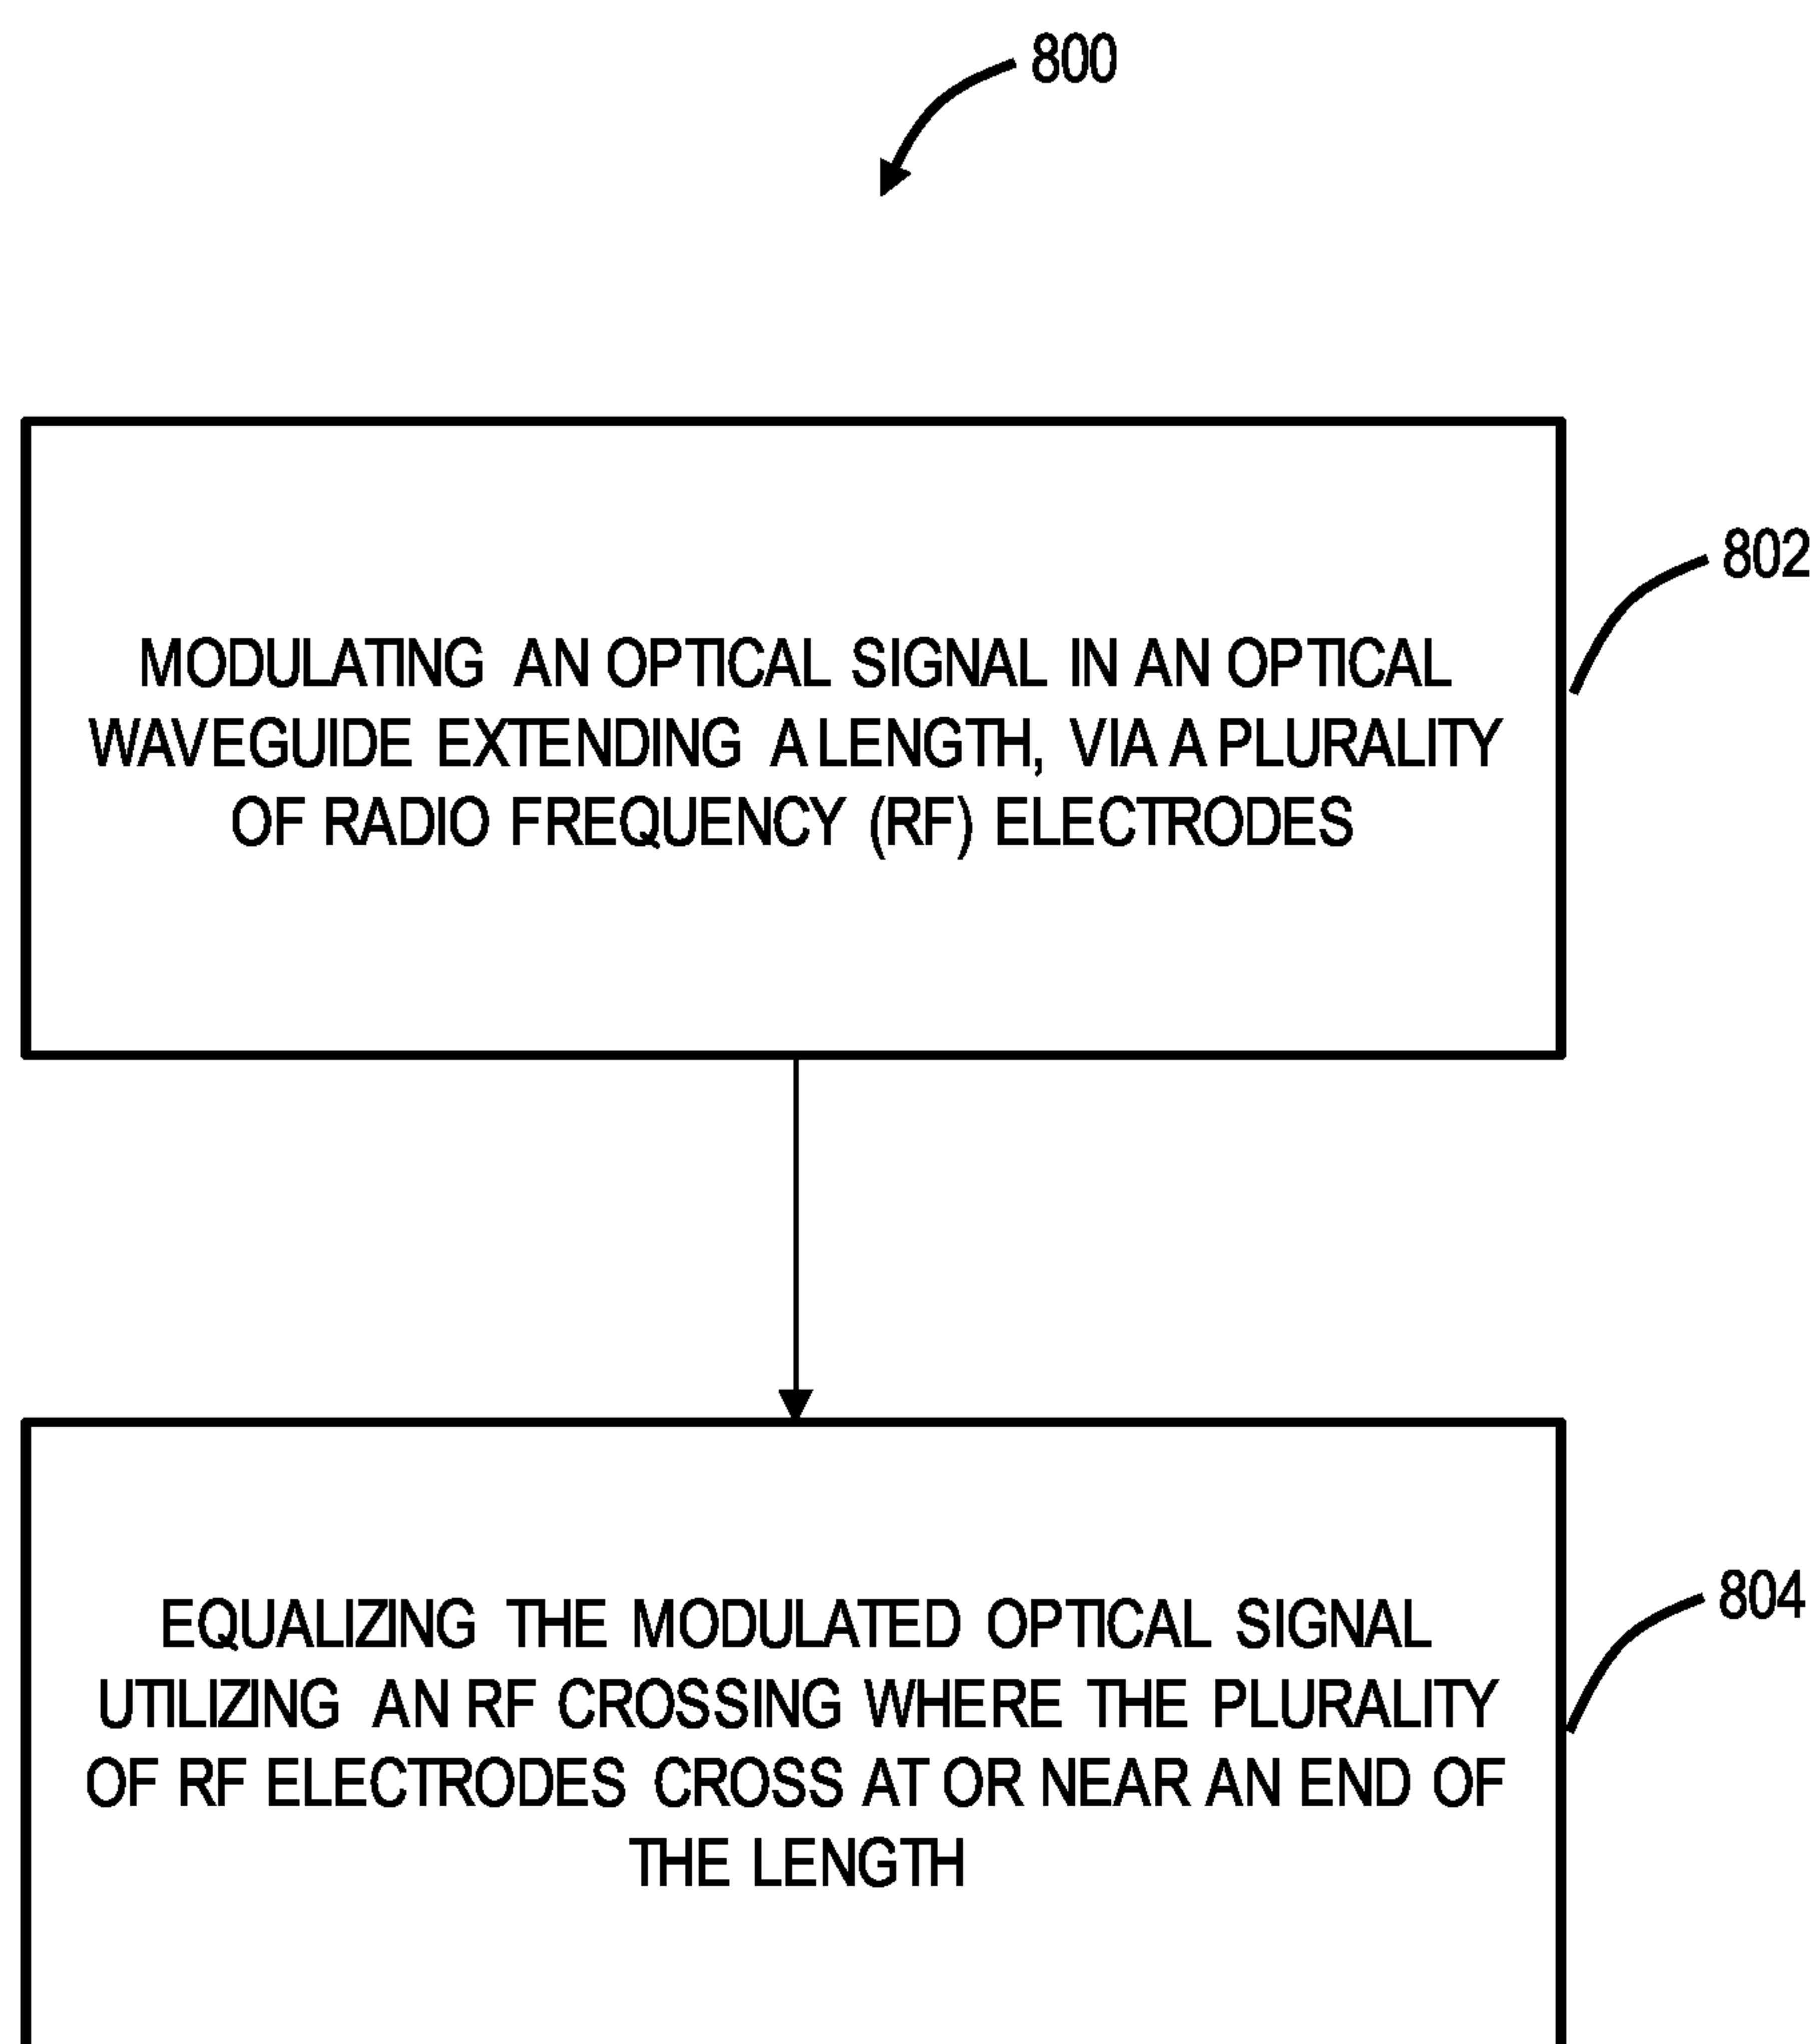 800
802
MODULATING AN OPTICAL SIGNAL IN AN OPTICAL
WAVEGUIDE EXTENDING A LENGTH, VIA A PLURALITY
OF RADIO FREQUENCY (RF) ELECTRODES
804
EQUALIZING THE MODULATED OPTICAL SIGNAL
UTILIZING AN RF CROSSING WHERE THE PLURALITY
OF RF ELECTRODES CROSS AT OR NEAR AN END OF
THE LENGTH